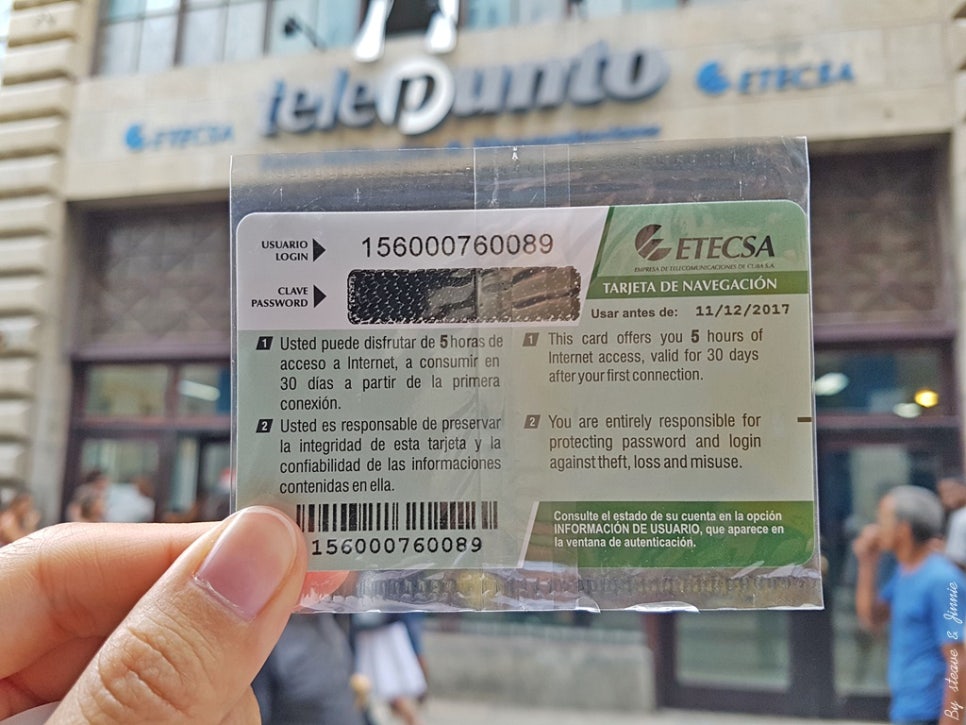 telepunto
ETECSA
ETECSA
USUARIO
LOGIN
156000760089
CLAVE
PASSWORD
ETECSA
EMPRESA DE TELECOMUNICACIONES DE CUBA S.A.
TARJETA DE NAVEGACIÓN
Usar antes de: 11/12/2017
1 Usted puede disfrutar de 5 horas de
acceso a Internet, a consumir en
30 días a partir de la primera
conexión.
2 Usted es responsable de preservar
la integridad de esta tarjeta y la
confiabilidad de las informaciones
contenidas en ella.
1 This card offers you 5 hours of
Internet access, valid for 30 days
after your first connection.
2 You are entirely responsible for
protecting password and login
against theft, loss and misuse.
156000760089
Consulte el estado de su cuenta en la opción
INFORMACIÓN DE USUARIO, que aparece en
la ventana de autenticación.
By steave & Jinnie